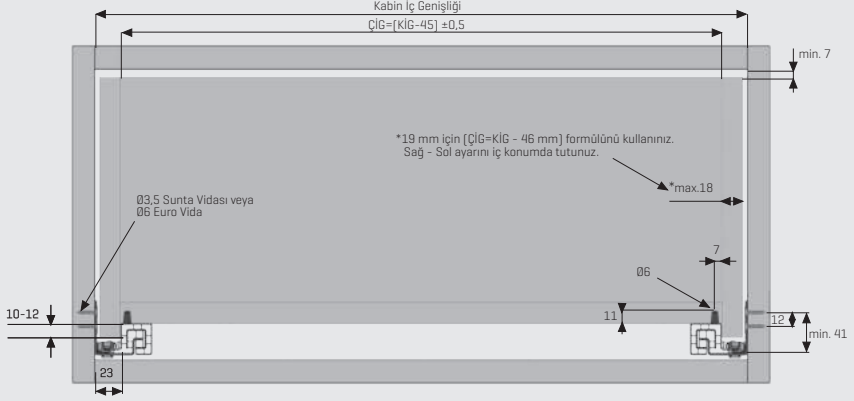 Kabin İç Genişliği
ÇİG=[KİG-45] ±0,5
min. 7
*19 mm için [ÇİG=KİG - 46 mm] formülünü kullanınız.
Sağ - Sol ayarını iç konumda tutunuz.
*max.18
Ø3,5 Sunta Vidası veya
Ø6 Euro Vida
7
Ø6
10-12
11
12
min. 41
23